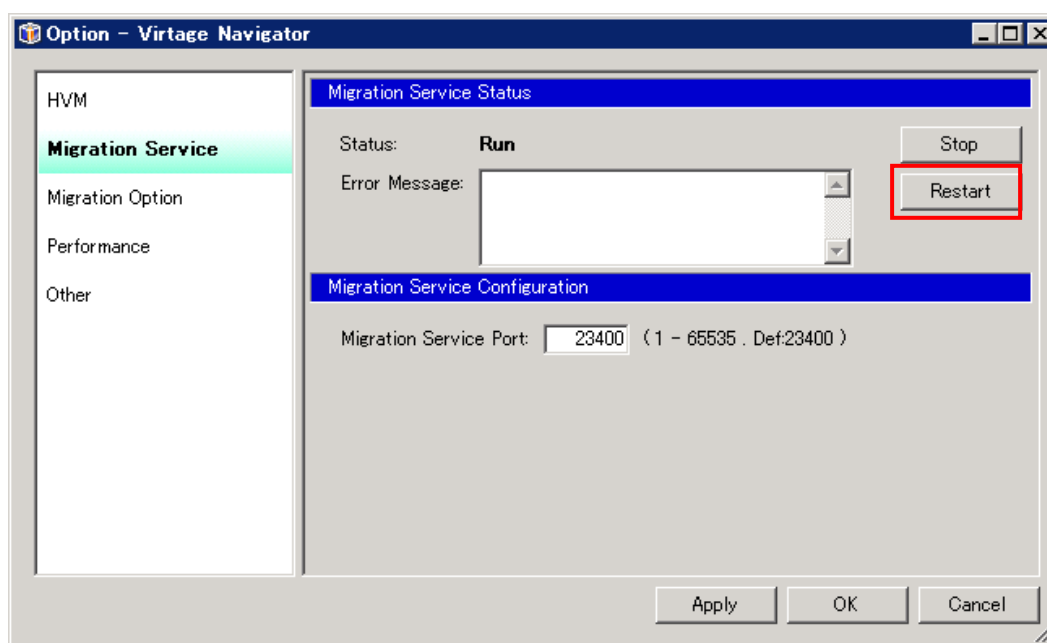 Option - Virtage Navigator
HVM
Migration Service
Migration Option
Performance
Other
Migration Service Status
Status: Run
Stop
Error Message:
Restart
Migration Service Configuration
Migration Service Port: 23400 ( 1 - 65535 . Def:23400 )
Apply OK Cancel